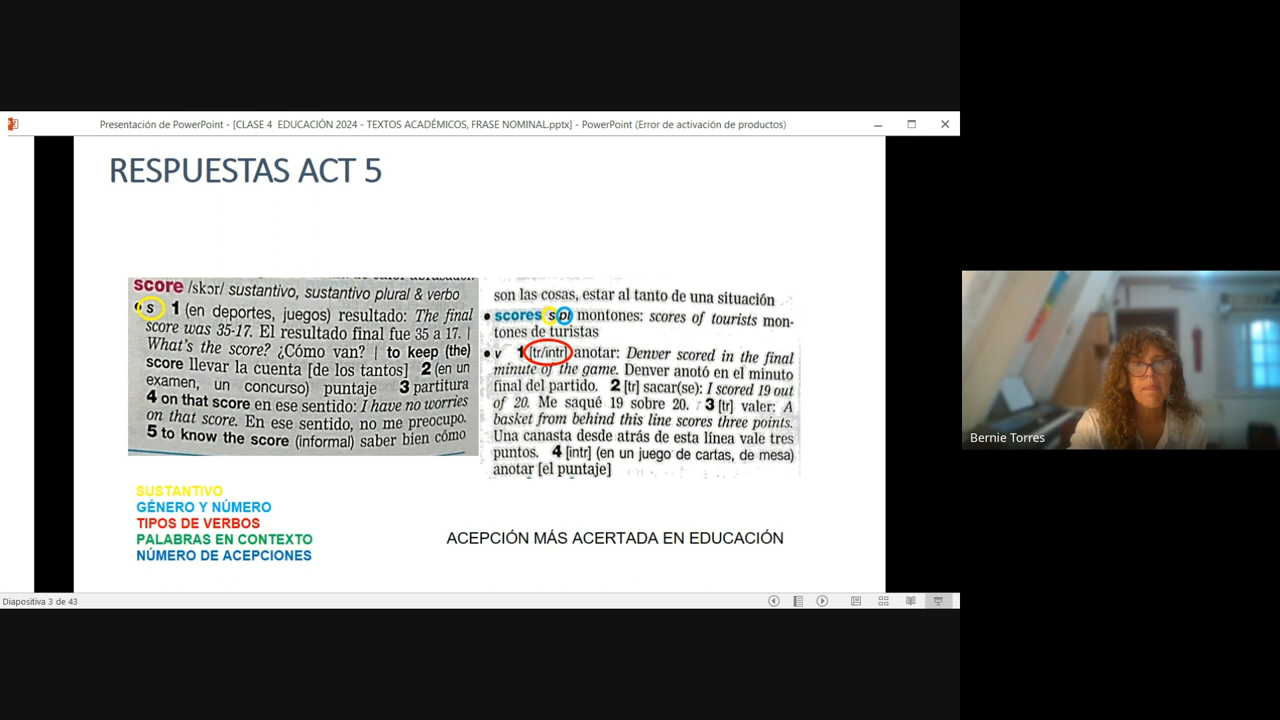 Presentación de PowerPoint - [CLASE 4 EDUCACIÓN 2024 - TEXTOS ACADÉMICOS, FRASE NOMINAL.pptx] - PowerPoint (Error de activación de productos)
RESPUESTAS ACT 5
score /skɔr/ sustantivo, sustantivo plural & verbo
• s 1 (en deportes, juegos) resultado: The final
score was 35-17. El resultado final fue 35 a 17. |
What's the score? ¿Cómo van? | to keep (the)
score llevar la cuenta [de los tantos] 2 (en un
examen, un concurso) puntaje 3 partitura
4 on that score en ese sentido: I have no worries
on that score. En ese sentido, no me preocupo.
5 to know the score (informal) saber bien cómo
son las cosas, estar al tanto de una situación
• scores s pl montones: scores of tourists mon-
tones de turistas
• v 1 [tr/intr] anotar: Denver scored in the final
minute of the game. Denver anotó en el minuto
final del partido. 2 [tr] sacar(se): I scored 19 out
of 20. Me saqué 19 sobre 20. 3 [tr] valer: A
basket from behind this line scores three points.
Una canasta desde atrás de esta línea vale tres
puntos. 4 [intr] (en un juego de cartas, de mesa)
anotar [el puntaje]
SUSTANTIVO
GÉNERO Y NÚMERO
TIPOS DE VERBOS
PALABRAS EN CONTEXTO
NÚMERO DE ACEPCIONES
ACEPCIÓN MÁS ACERTADA EN EDUCACIÓN
Diapositiva 3 de 43
Bernie Torres